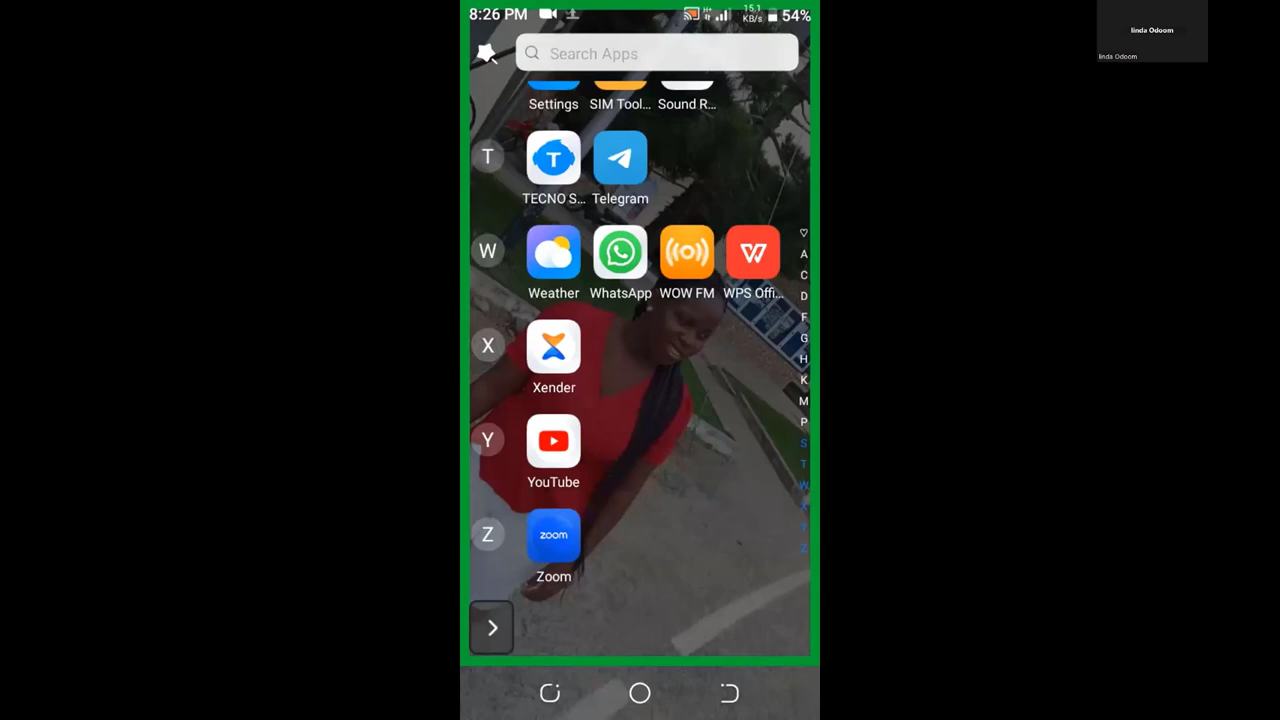 8:26 PM H+ 15.1 KB/s 54%
linda Odoom
linda Odoom
Search Apps
Settings SIM Tool... Sound R...
T
T
TECNO S... Telegram
W
W
Weather WhatsApp WOW FM WPS Offi...
X
Xender
Y
YouTube
Z
zoom
Zoom
A
C
D
F
G
H
K
M
P
S
T
W
X
Y
Z